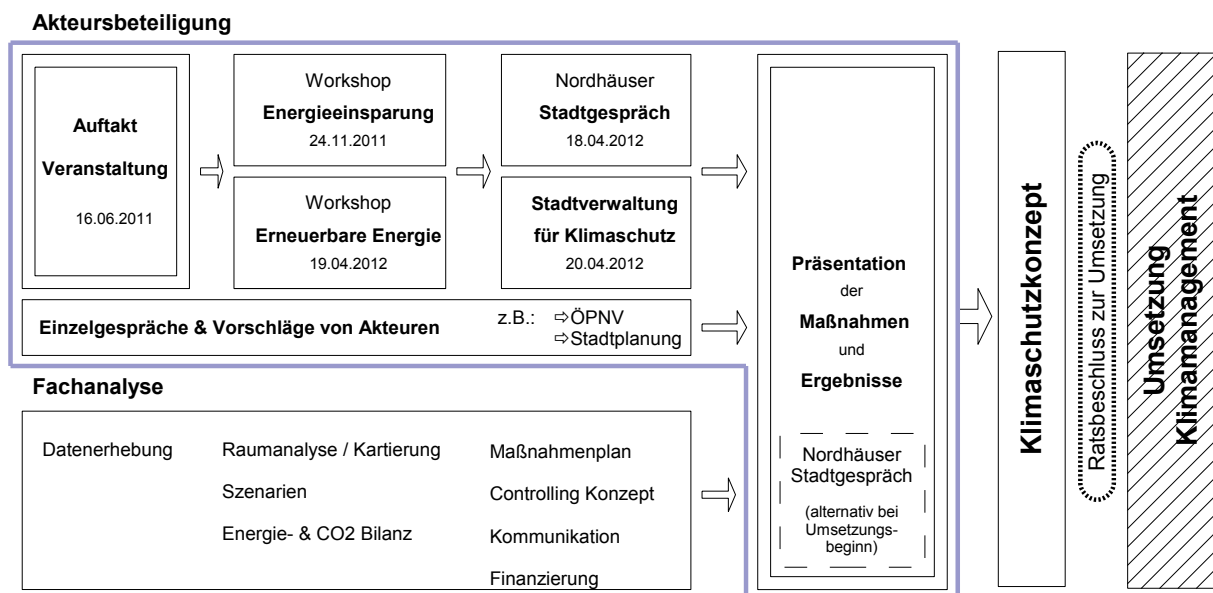 Akteursbeteiligung
Auftakt
Veranstaltung
16.06.2011
Workshop
Energieeinsparung
24.11.2011
Workshop
Erneuerbare Energie
19.04.2012
Nordhäuser
Stadtgespräch
18.04.2012
Stadtverwaltung
für Klimaschutz
20.04.2012
Einzelgespräche & Vorschläge von Akteuren
z.B.: ⇨ÖPNV
⇨Stadtplanung
Fachanalyse
Datenerhebung
Raumanalyse / Kartierung
Szenarien
Energie- & CO2 Bilanz
Maßnahmenplan
Controlling Konzept
Kommunikation
Finanzierung
Präsentation
der
Maßnahmen
und
Ergebnisse
Nordhäuser
Stadtgespräch
(alternativ bei
Umsetzungs-
beginn)
Klimaschutzkonzept
Ratsbeschluss zur Umsetzung
Umsetzung
Klimamanagement